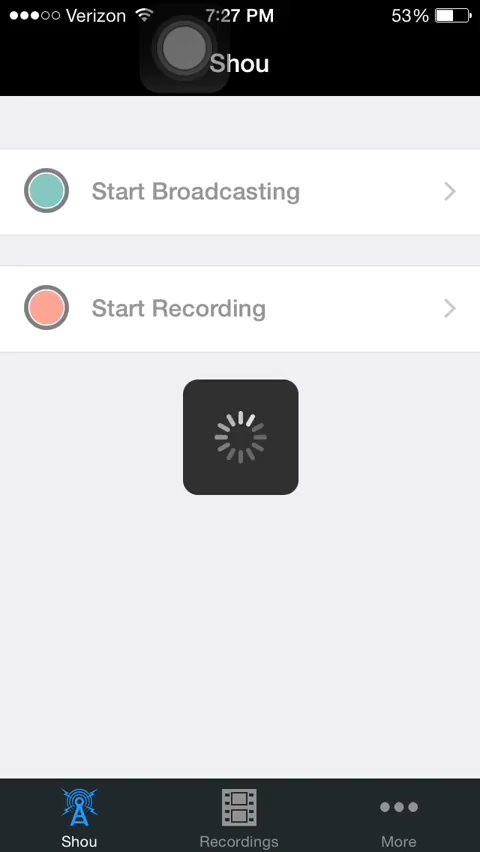 Verizon 7:27 PM 53%
Shou
Start Broadcasting
Start Recording
Shou Recordings More